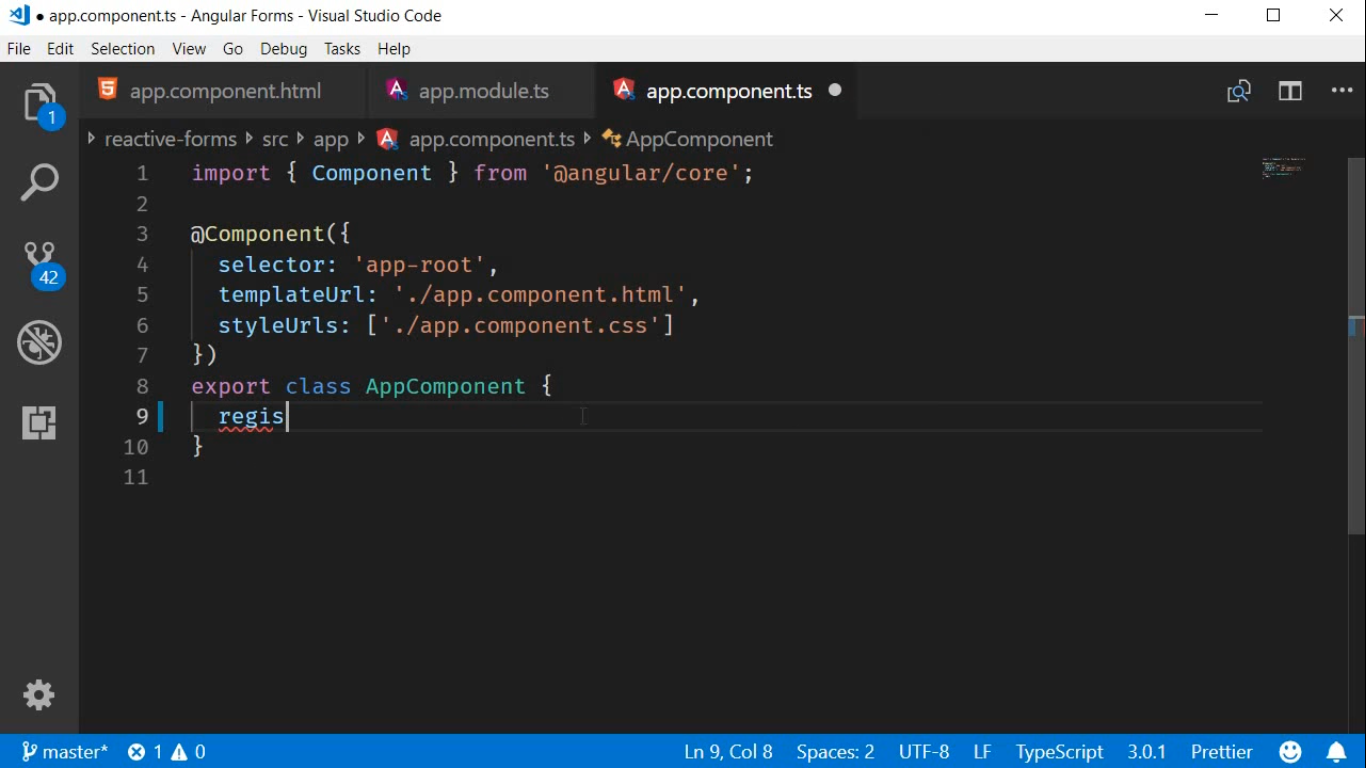 ● app.component.ts - Angular Forms - Visual Studio Code
File Edit Selection View Go Debug Tasks Help
app.component.html app.module.ts app.component.ts
1
reactive-forms src app app.component.ts AppComponent
1 import { Component } from '@angular/core';
2
3 @Component({
4 selector: 'app-root',
5 templateUrl: './app.component.html',
6 styleUrls: ['./app.component.css']
7 })
8 export class AppComponent {
9 regis
10 }
11
42
master* 1 0 Ln 9, Col 8 Spaces: 2 UTF-8 LF TypeScript 3.0.1 Prettier